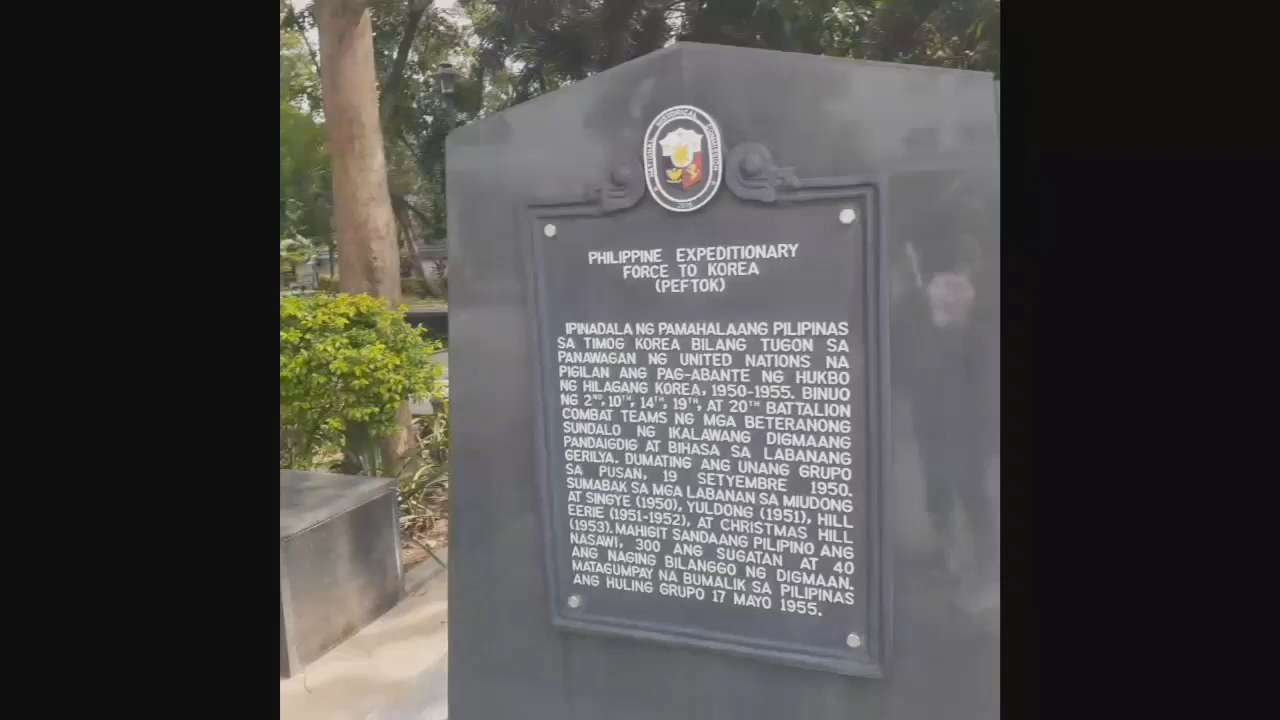 NATIONAL HISTORICAL COMMISSION
PHILIPPINE EXPEDITIONARY
FORCE TO KOREA
(PEFTOK)
IPINADALA NG PAMAHALAANG PILIPINAS
SA TIMOG KOREA BILANG TUGON SA
PANAWAGAN NG UNITED NATIONS NA
PIGILAN ANG PAG-ABANTE NG HUKBO
NG HILAGANG KOREA, 1950-1955. BINUO
NG 2ND, 10TH, 14TH, 19TH, AT 20TH BATTALION
COMBAT TEAMS NG MGA BETERANONG
SUNDALO NG IKALAWANG DIGMAANG
PANDAIGDIG AT BIHASA SA LABANANG
GERILYA. DUMATING ANG UNANG GRUPO
SA PUSAN, 19 SETYEMBRE 1950.
SUMABAK SA MGA LABANAN SA MIUDONG
AT SINGYE (1950), YULDONG (1951), HILL
EERIE (1951-1952), AT CHRISTMAS HILL
(1953). MAHIGIT SANDAANG PILIPINO ANG
NASAWI, 300 ANG SUGATAN AT 40
ANG NAGING BILANGGO NG DIGMAAN.
MATAGUMPAY NA BUMALIK SA PILIPINAS
ANG HULING GRUPO 17 MAYO 1955.